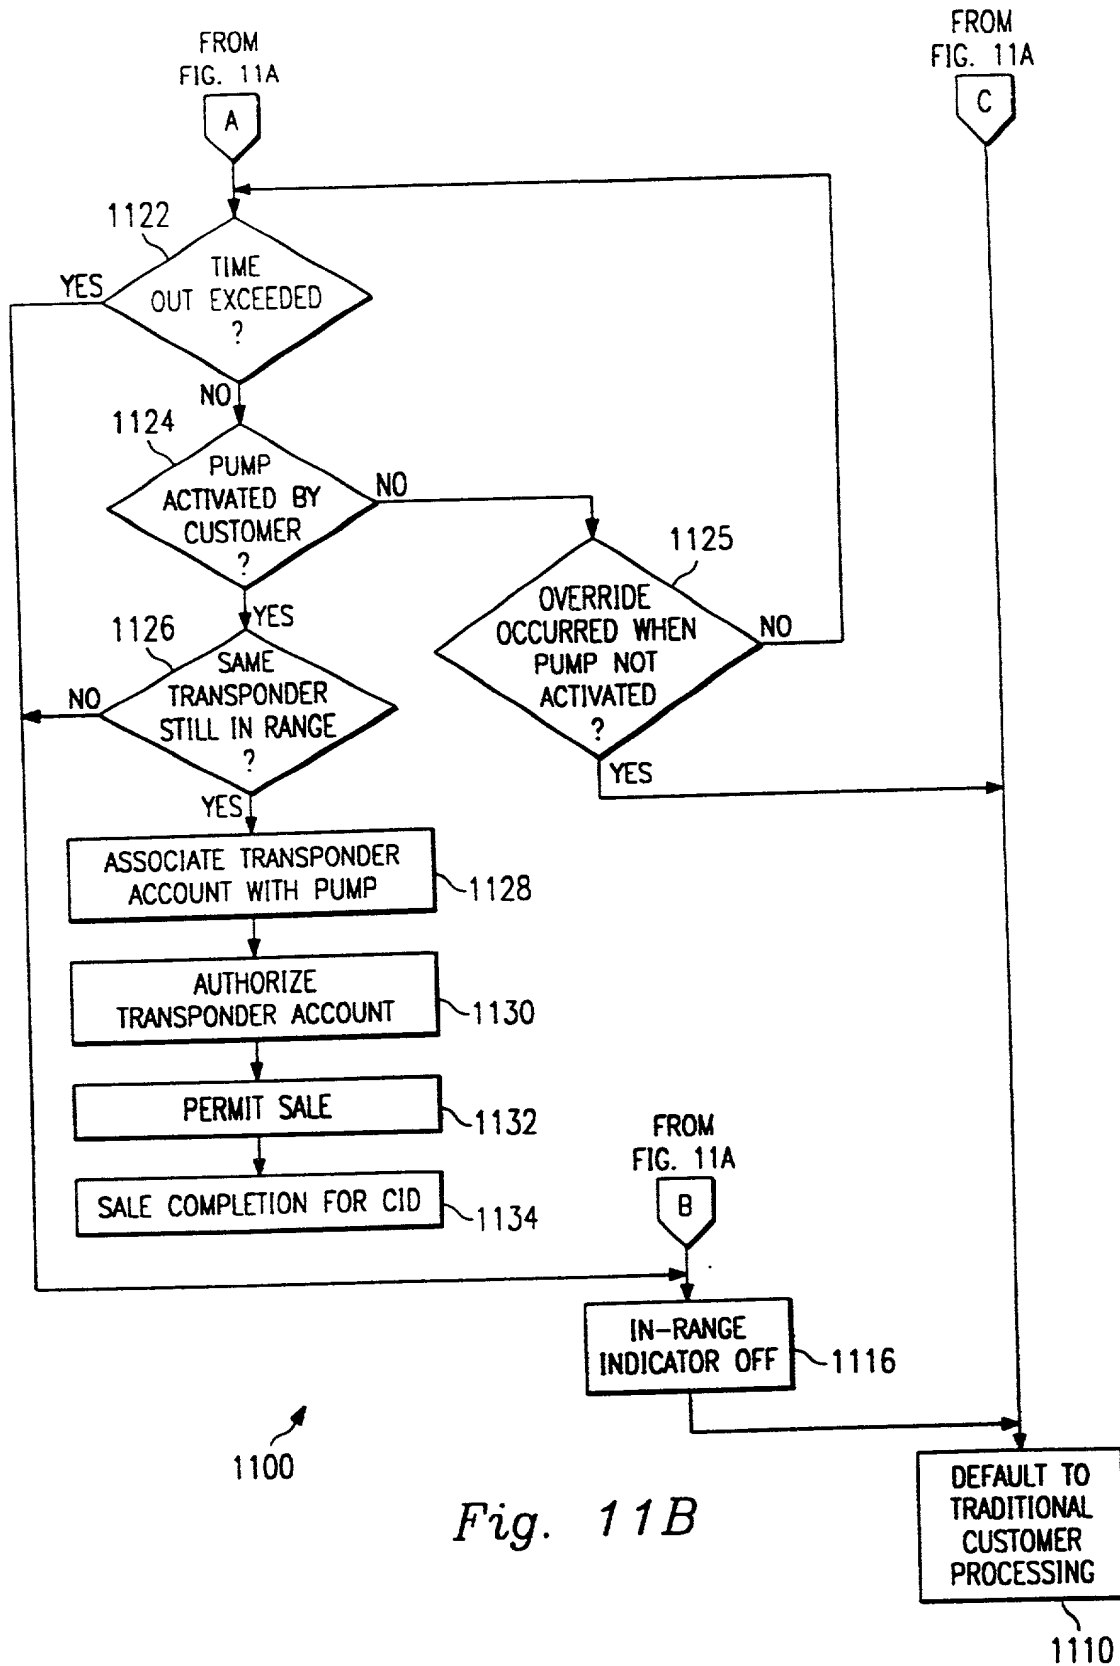 FROM
FIG. 11A
A
FROM
FIG. 11A
C
1122
TIME
OUT EXCEEDED
?
YES
NO
1124
PUMP
ACTIVATED BY
CUSTOMER
?
NO
YES
1125
OVERRIDE
OCCURRED WHEN
PUMP NOT
ACTIVATED
?
NO
YES
1126
SAME
TRANSPONDER
STILL IN RANGE
?
NO
YES
ASSOCIATE TRANSPONDER
ACCOUNT WITH PUMP
1128
AUTHORIZE
TRANSPONDER ACCOUNT
1130
PERMIT SALE
1132
SALE COMPLETION FOR CID
1134
FROM
FIG. 11A
B
IN-RANGE
INDICATOR OFF
1116
1100
Fig. 11B
DEFAULT TO
TRADITIONAL
CUSTOMER
PROCESSING
1110